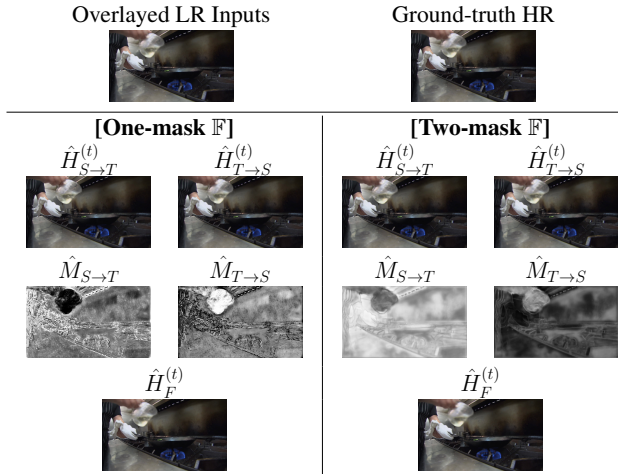 Overlayed LR Inputs
Ground-truth HR
[One-mask 𝔽]
[Two-mask 𝔽]
Ĥ_{S→T}^{(t)} Ĥ_{T→S}^{(t)} Ĥ_{S→T}^{(t)} Ĥ_{T→S}^{(t)}
M̂_{S→T} M̂_{T→S} M̂_{S→T} M̂_{T→S}
Ĥ_F^{(t)} Ĥ_F^{(t)}